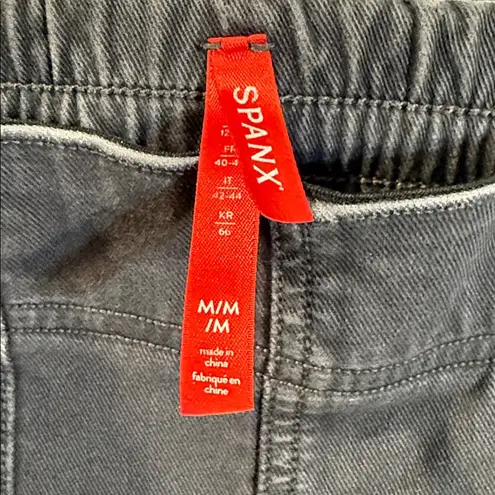 SPANX
12
FR
40-4
IT
42-44
KR
66
M/M
/M
made in
china
fabriqué en
chine